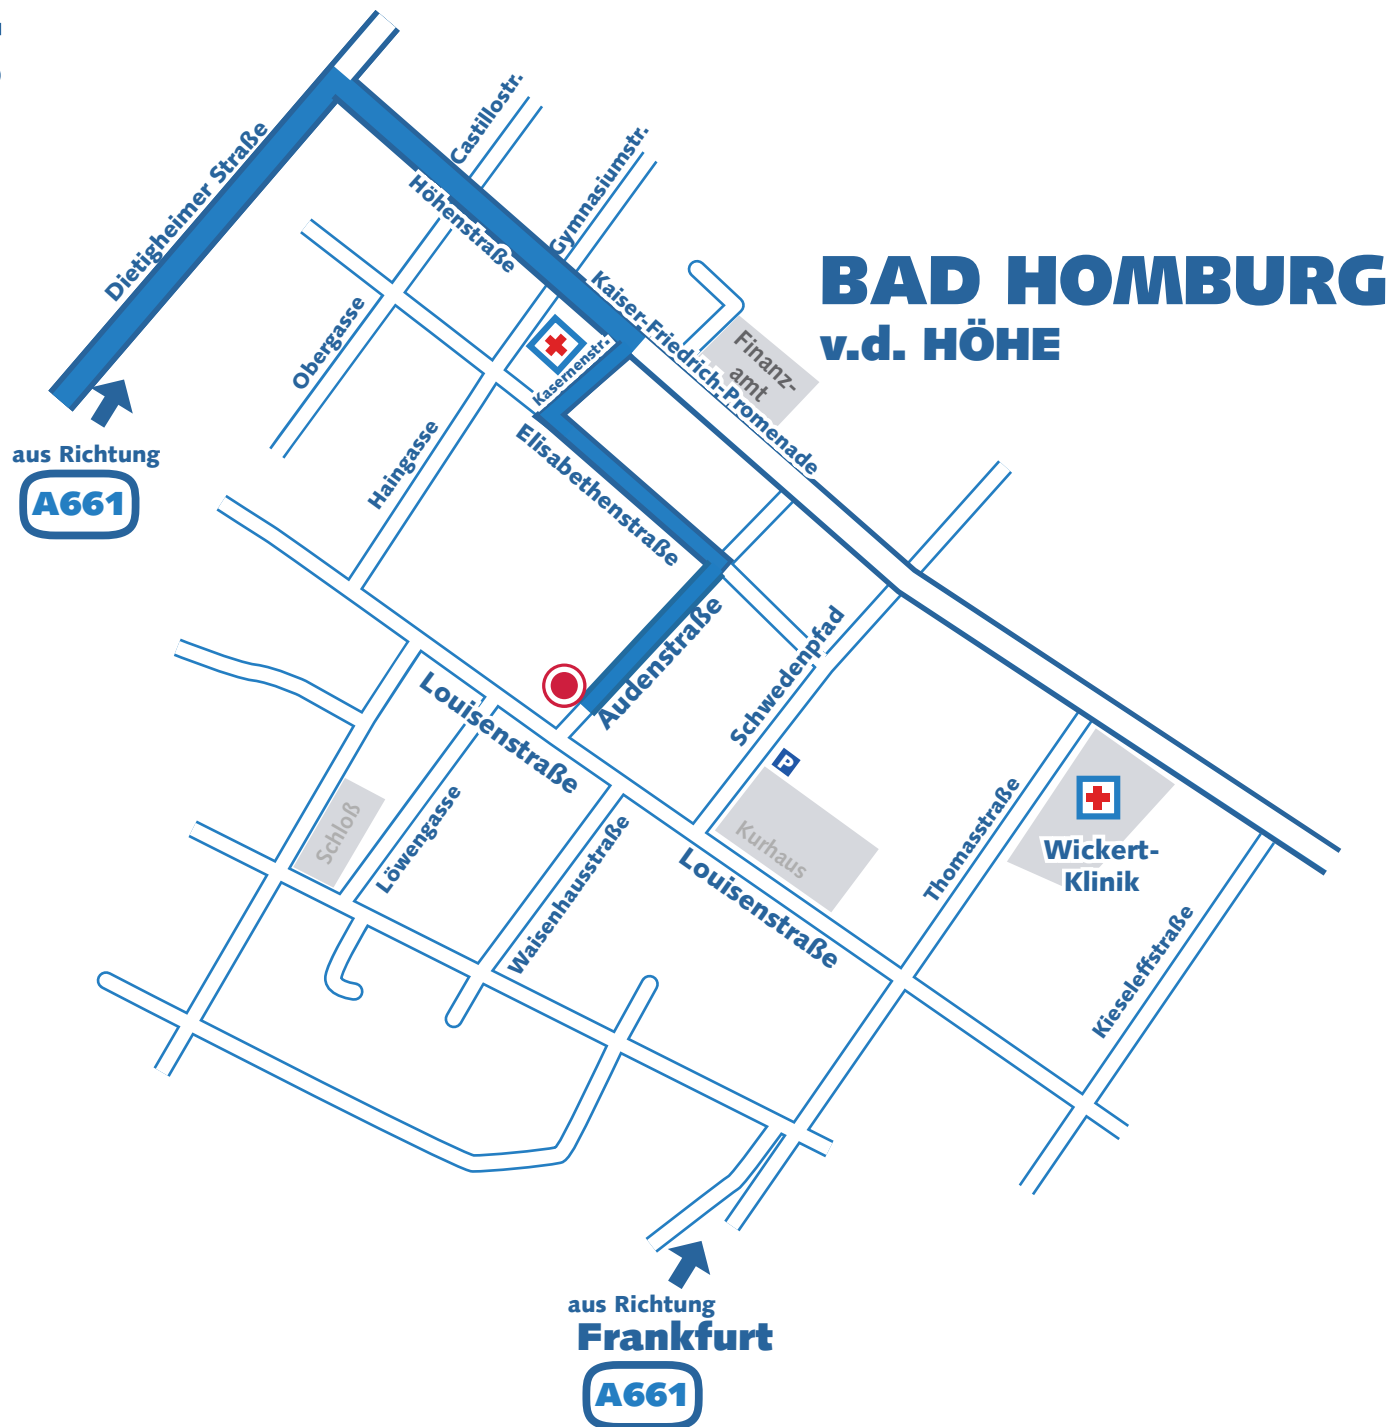 Castillostr.
Gymnasiumstr.
Dietigheimer Straße
Höhenstraße
BAD HOMBURG
v.d. HÖHE
Kaiser-Friedrich-Promenade
Finanz-
amt
Obergasse
Kasernenstr.
Haingasse
Elisabethenstraße
aus Richtung
A661
Audenstraße
Schwedenpfad
Louisenstraße
P
Schloß
Löwengasse
Waisenhausstraße
Kurhaus
Louisenstraße
Thomasstraße
Wickert-
Klinik
Kieseleffstraße
aus Richtung
Frankfurt
A661